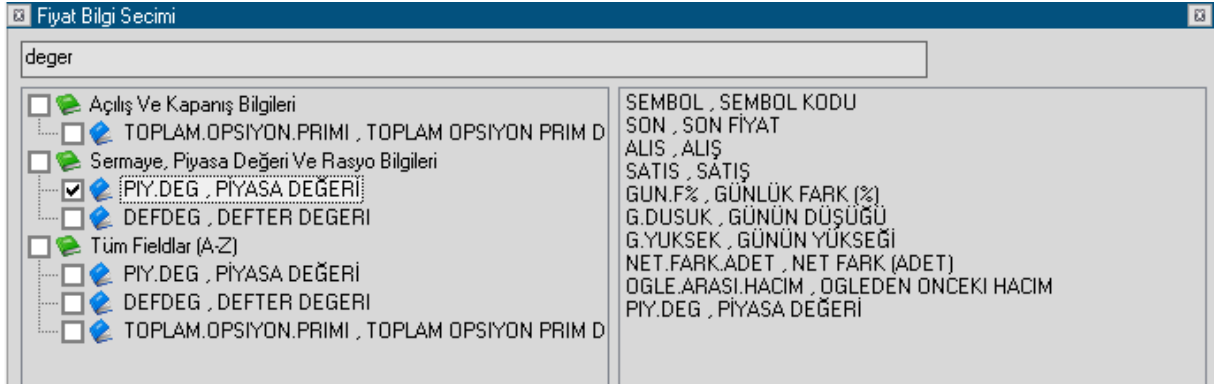 Fiyat Bilgi Secimi
deger
Açılış Ve Kapanış Bilgileri
TOPLAM.OPSIYON.PRIMI , TOPLAM OPSIYON PRIM D
Sermaye, Piyasa Değeri Ve Rasyo Bilgileri
PIY.DEG , PİYASA DEĞERİ
DEFDEG , DEFTER DEGERI
Tüm Fieldlar (A-Z)
PIY.DEG , PİYASA DEĞERİ
DEFDEG , DEFTER DEGERI
TOPLAM.OPSIYON.PRIMI , TOPLAM OPSIYON PRIM D
SEMBOL , SEMBOL KODU
SON , SON FİYAT
ALIS , ALIŞ
SATIS , SATIŞ
GUN.F% , GÜNLÜK FARK (%)
G.DUSUK , GÜNÜN DÜŞÜĞÜ
G.YUKSEK , GÜNÜN YÜKSEĞİ
NET.FARK.ADET , NET FARK (ADET)
OGLE.ARASI.HACIM , OGLEDEN ONCEKI HACIM
PIY.DEG , PİYASA DEĞERİ